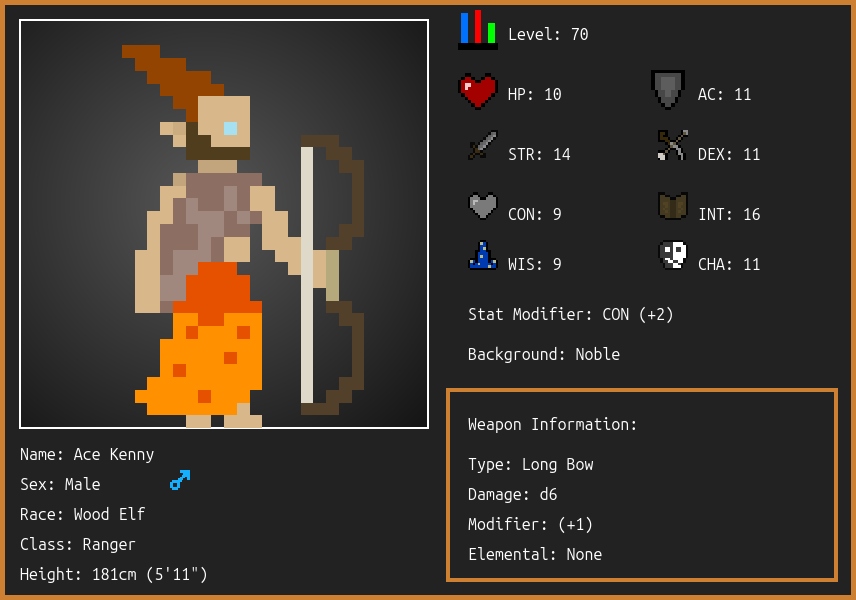 Level: 70
HP: 10
AC: 11
STR: 14
DEX: 11
CON: 9
INT: 16
WIS: 9
CHA: 11
Stat Modifier: CON (+2)
Background: Noble
Weapon Information:
Type: Long Bow
Damage: d6
Modifier: (+1)
Elemental: None
Name: Ace Kenny
Sex: Male
Race: Wood Elf
Class: Ranger
Height: 181cm (5'11")